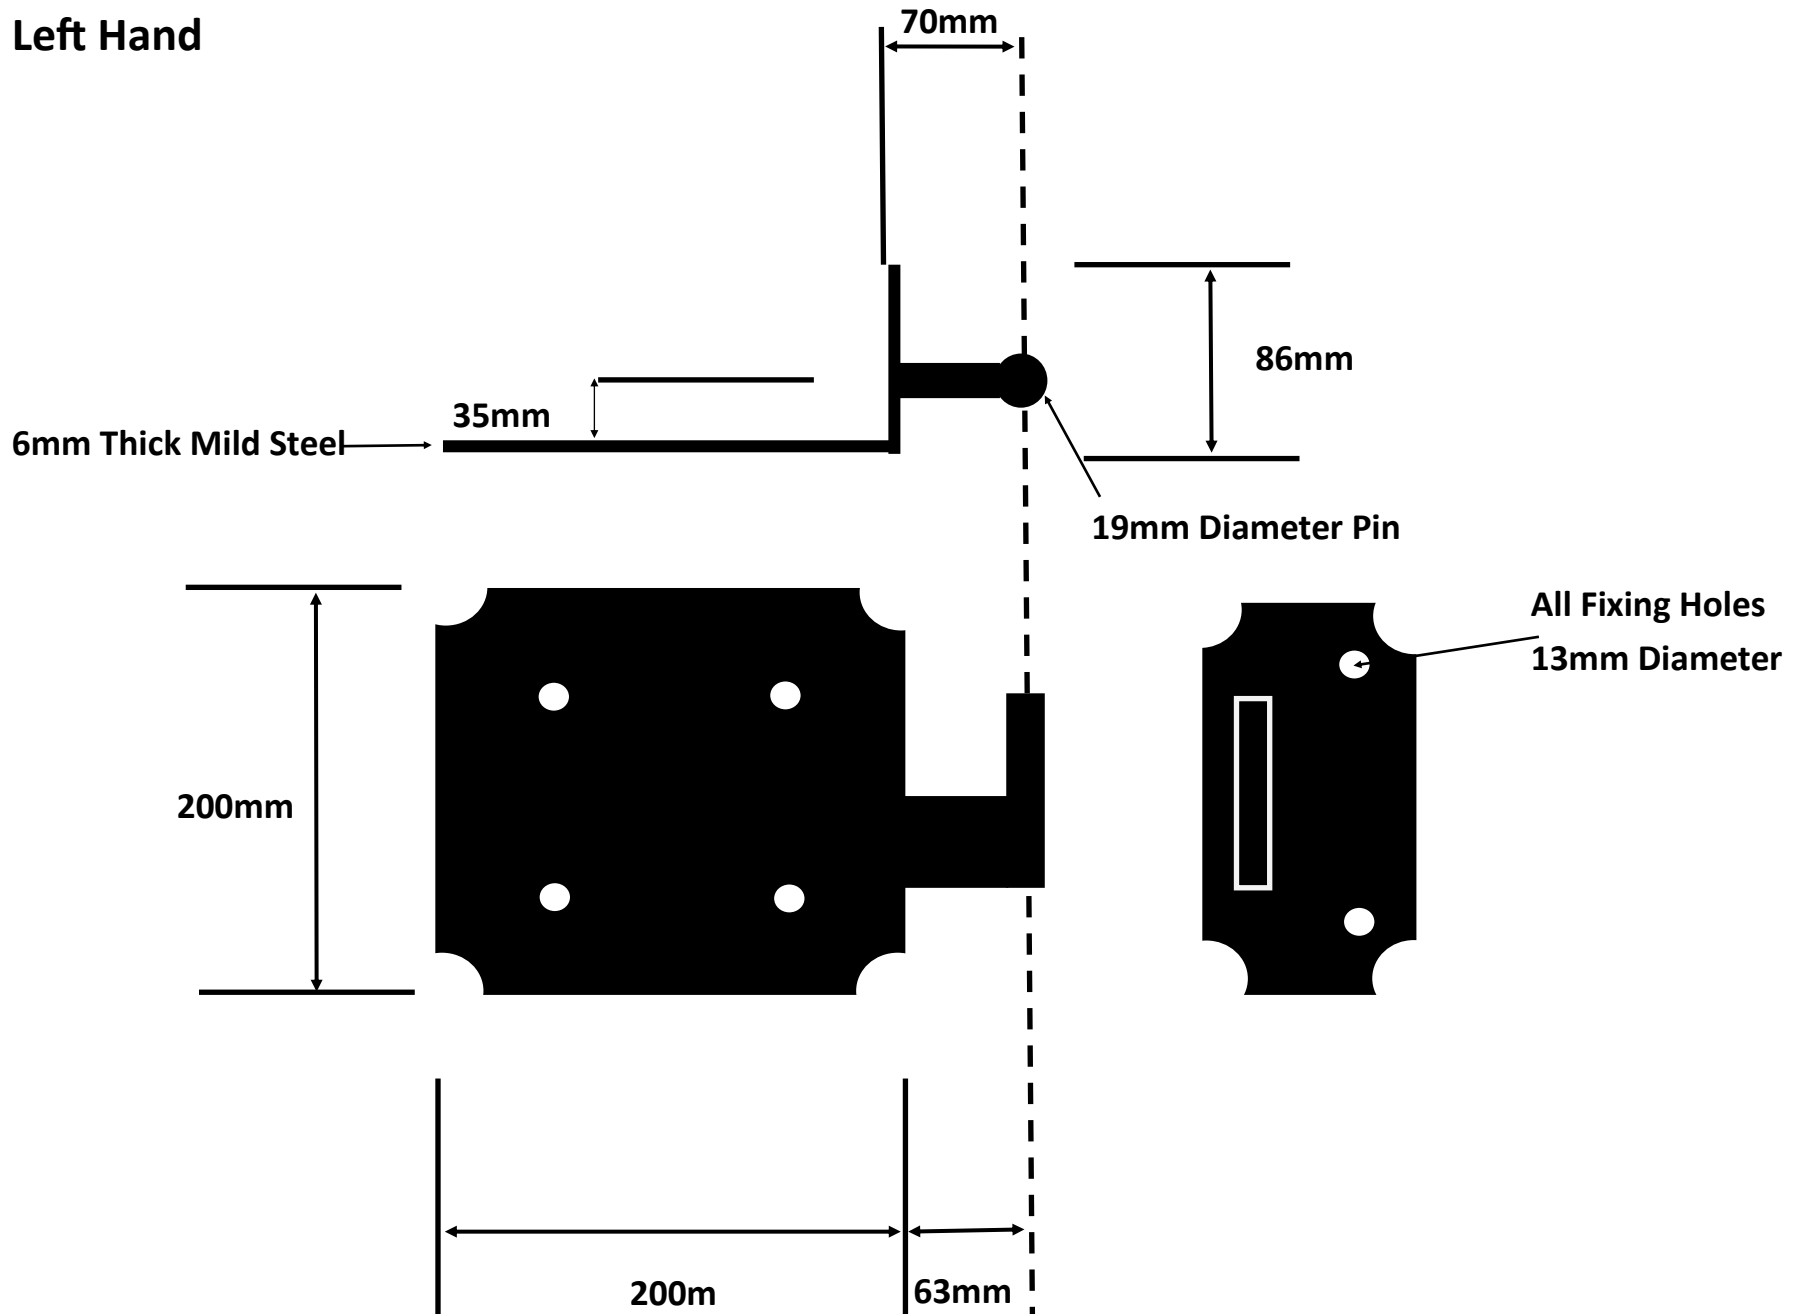 Left Hand
70mm
86mm
35mm
6mm Thick Mild Steel
19mm Diameter Pin
All Fixing Holes
13mm Diameter
200mm
200m
63mm